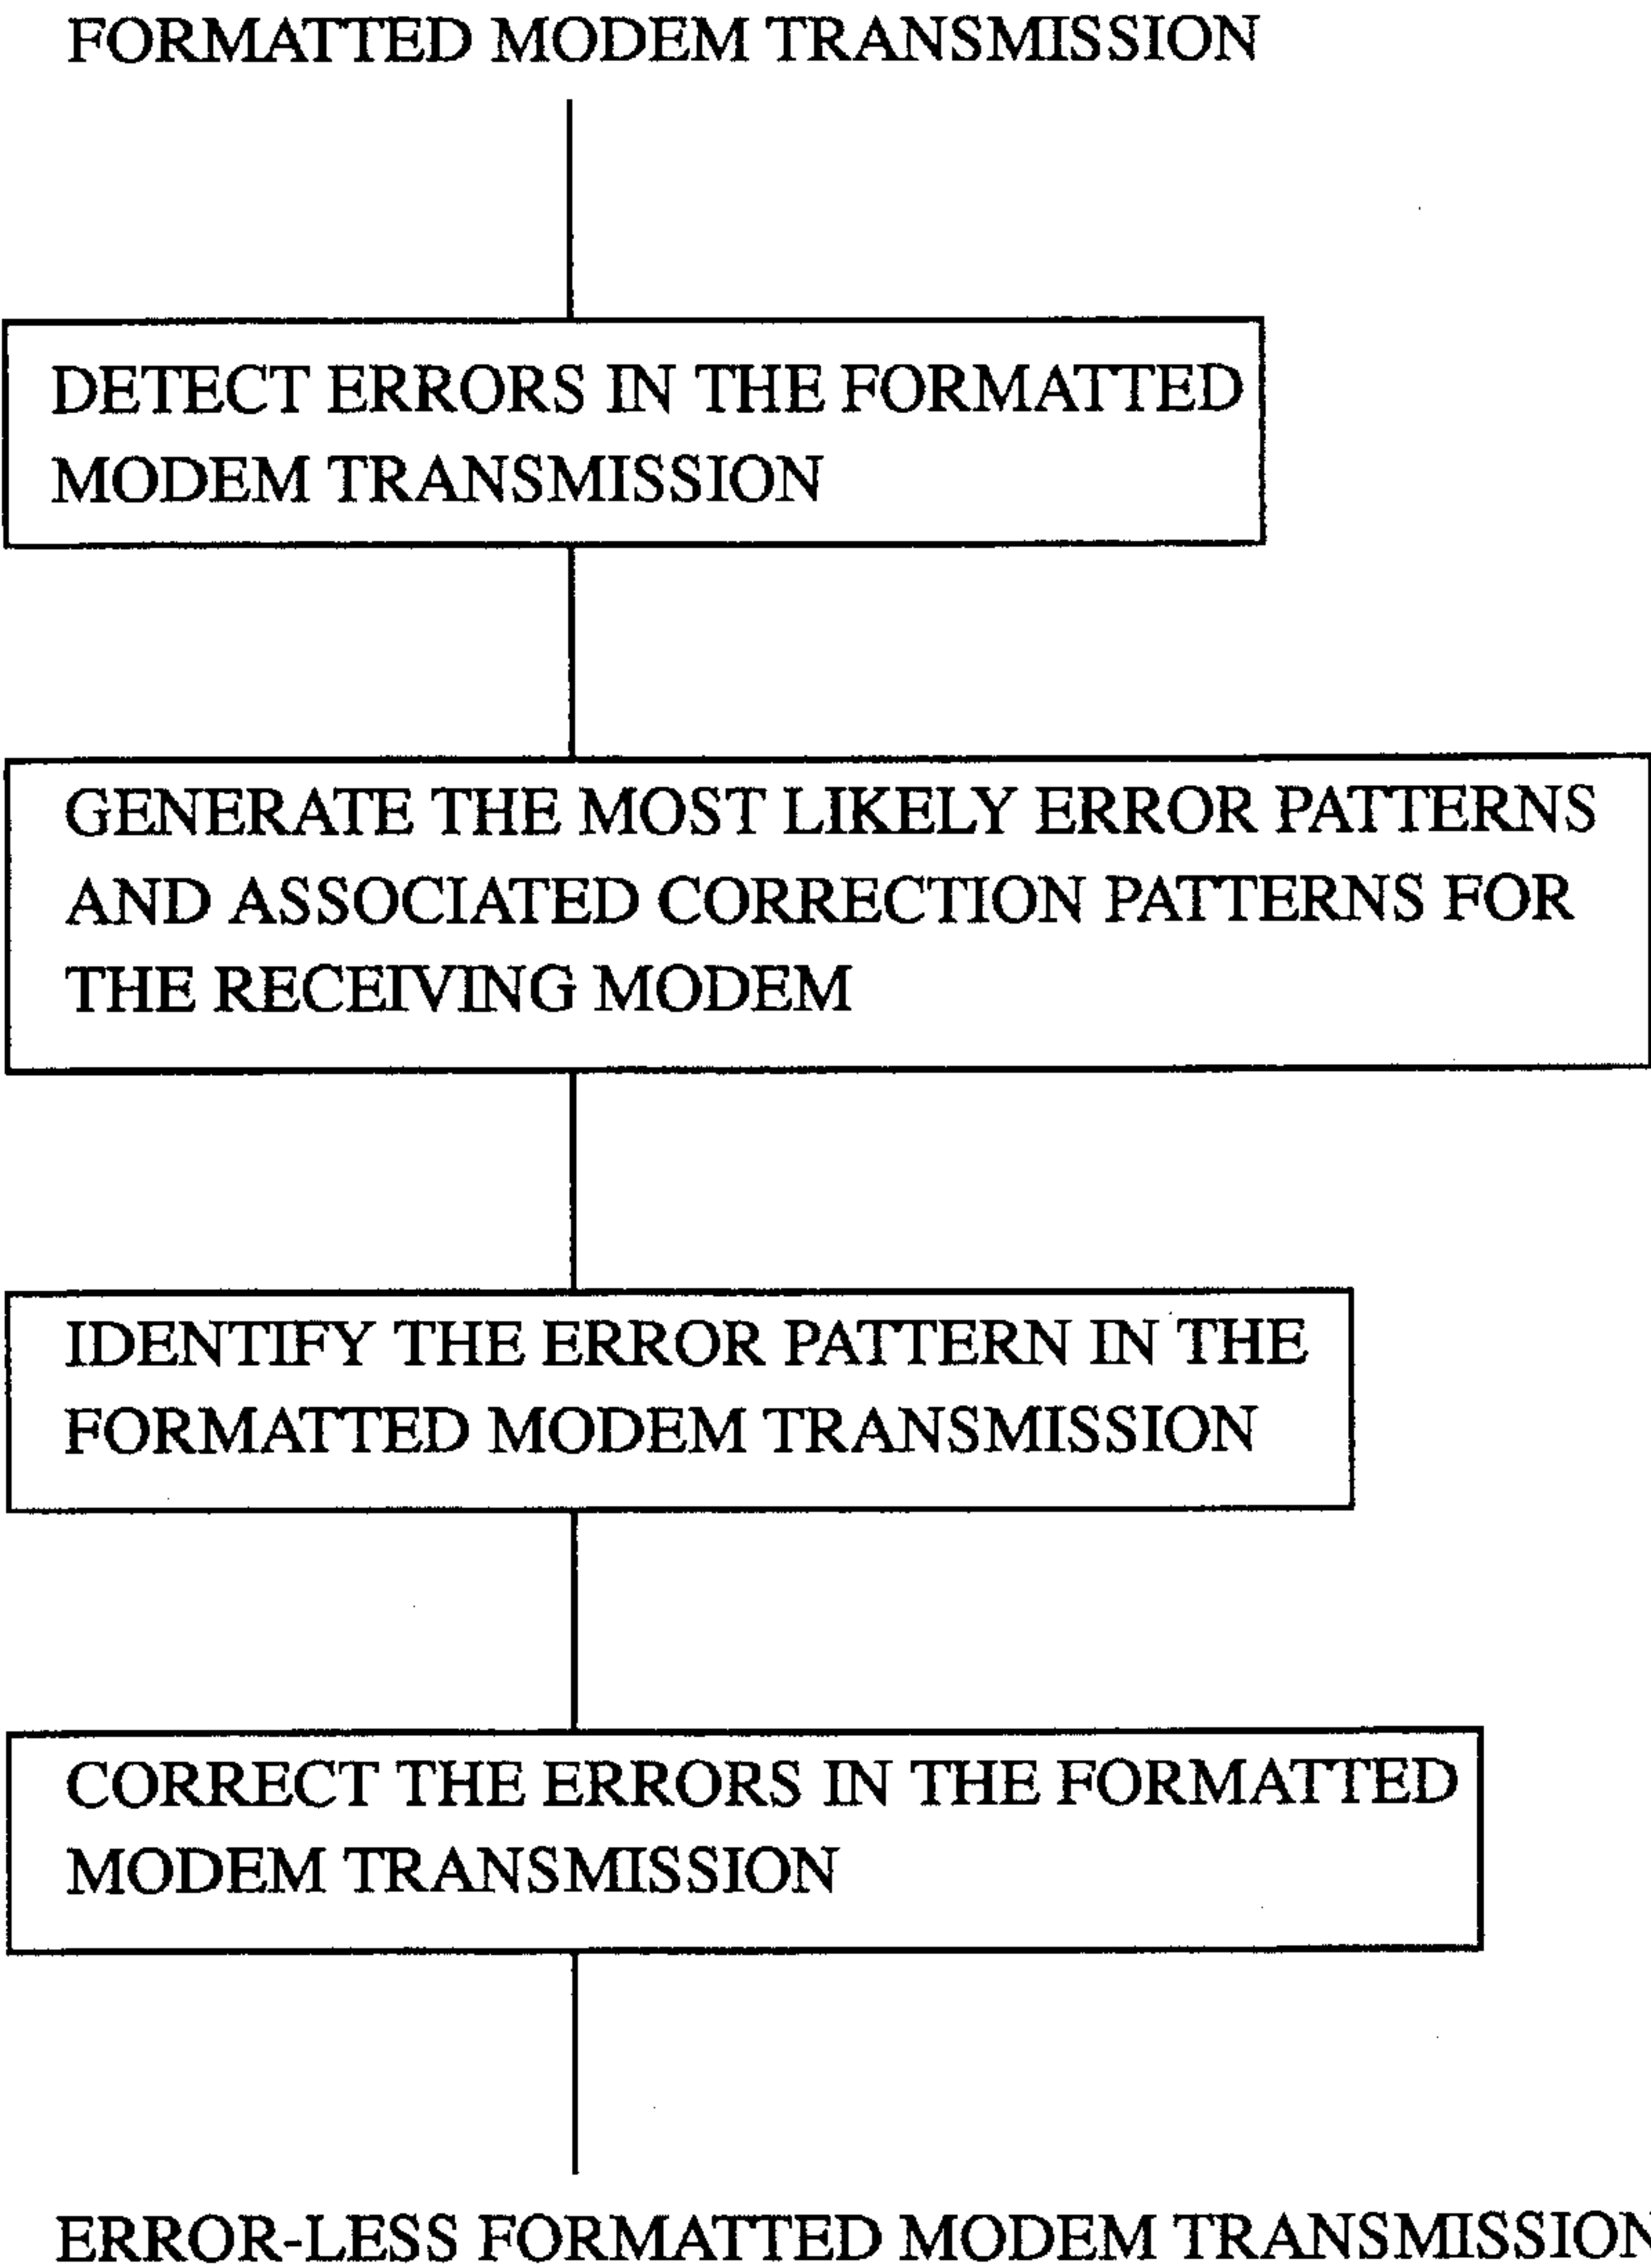 FORMATTED MODEM TRANSMISSION
DETECT ERRORS IN THE FORMATTED
MODEM TRANSMISSION
GENERATE THE MOST LIKELY ERROR PATTERNS
AND ASSOCIATED CORRECTION PATTERNS FOR
THE RECEIVING MODEM
IDENTIFY THE ERROR PATTERN IN THE
FORMATTED MODEM TRANSMISSION
CORRECT THE ERRORS IN THE FORMATTED
MODEM TRANSMISSION
ERROR-LESS FORMATTED MODEM TRANSMISSION